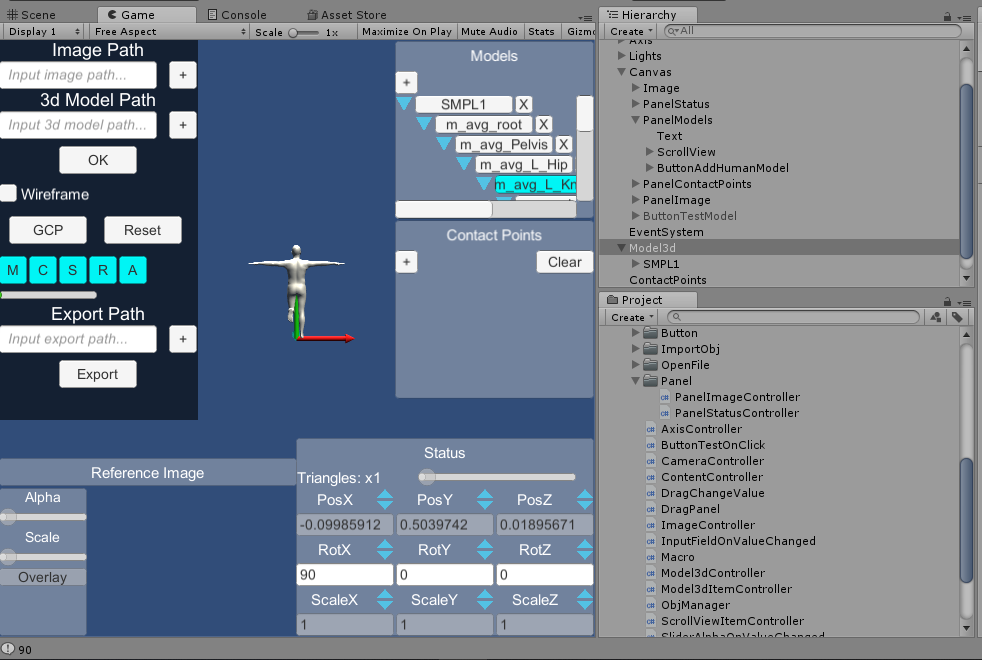 Scene Game Console Asset Store
Display 1 Free Aspect Scale 1x Maximize On Play Mute Audio Stats Gizm
Image Path
Input image path... +
3d Model Path
Input 3d model path... +
OK
Wireframe
GCP Reset
M C S R A
Export Path
Input export path... +
Export
Models
+
SMPL1 X
m_avg_root X
m_avg_Pelvis X
m_avg_L_Hip
m_avg_L_Kn
Contact Points
+ Clear
Reference Image
Alpha
Scale
Overlay
Status
Triangles: x1
PosX PosY PosZ
-0.09985912 0.5039742 0.01895671
RotX RotY RotZ
90 0 0
ScaleX ScaleY ScaleZ
1 1 1
90
Hierarchy
Create All
Axis
Lights
Canvas
Image
PanelStatus
PanelModels
Text
ScrollView
ButtonAddHumanModel
PanelContactPoints
PanelImage
ButtonTestModel
EventSystem
Model3d
SMPL1
ContactPoints
Project
Create
Button
ImportObj
OpenFile
Panel
PanelImageController
PanelStatusController
AxisController
ButtonTestOnClick
CameraController
ContentController
DragChangeValue
DragPanel
ImageController
InputFieldOnValueChanged
Macro
Model3dController
Model3dItemController
ObjManager
ScrollViewItemController
SliderAlphaOnValueChanged